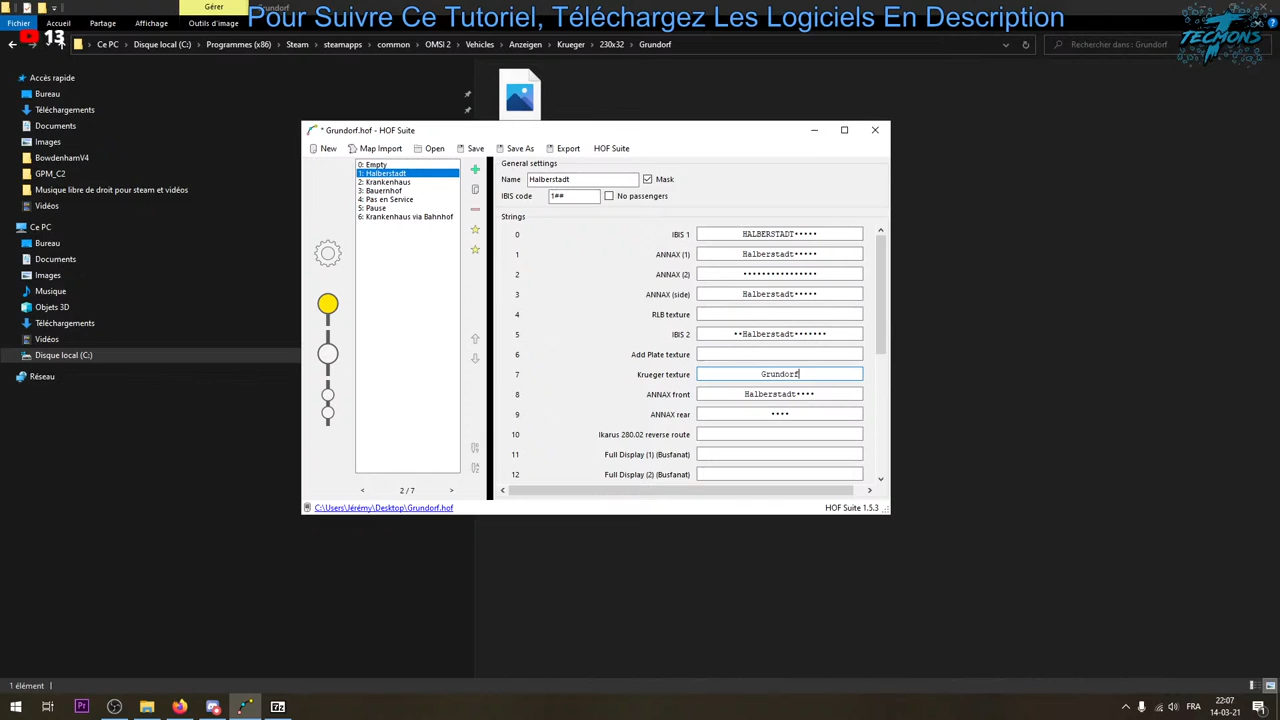 Gérer
Grundorf
Pour Suivre Ce Tutoriel, Téléchargez Les Logiciels En Description
TECMONS
Fichier Accueil Partage Affichage Outils d'image
13
Ce PC > Disque local (C:) > Programmes (x86) > Steam > steamapps > common > OMSI 2 > Vehicles > Anzeigen > Krueger > 230x32 > Grundorf
Rechercher dans : Grundorf
Accès rapide
Bureau
Téléchargements
Documents
Images
BowdenhamV4
GPM_C2
Musique libre de droit pour steam et vidéos
Vidéos
Ce PC
Bureau
Documents
Images
Musique
Objets 3D
Téléchargements
Vidéos
Disque local (C:)
Réseau
* Grundorf.hof - HOF Suite
New Map Import Open Save Save As Export HOF Suite
0: Empty
1: Halberstadt
2: Krankenhaus
3: Bauernhof
4: Pas en Service
5: Pause
6: Krankenhaus via Bahnhof
< 2 / 7 >
General settings
Name Halberstadt Mask
IBIS code 1## No passengers
Strings
0 IBIS 1 HALBERSTADT•••••
1 ANNAX (1) Halberstadt•••••
2 ANNAX (2) ••••••••••••••••
3 ANNAX (side) Halberstadt•••••
4 RLB texture
5 IBIS 2 ••Halberstadt•••••••
6 Add Plate texture
7 Krueger texture Grundorf
8 ANNAX front Halberstadt••••
9 ANNAX rear ••••
10 Ikarus 280.02 reverse route
11 Full Display (1) (Busfanat)
12 Full Display (2) (Busfanat)
C:\Users\Jérémy\Desktop\Grundorf.hof
HOF Suite 1.5.3
1 élément
Pr
7z
FRA
22:07
14-03-21
1